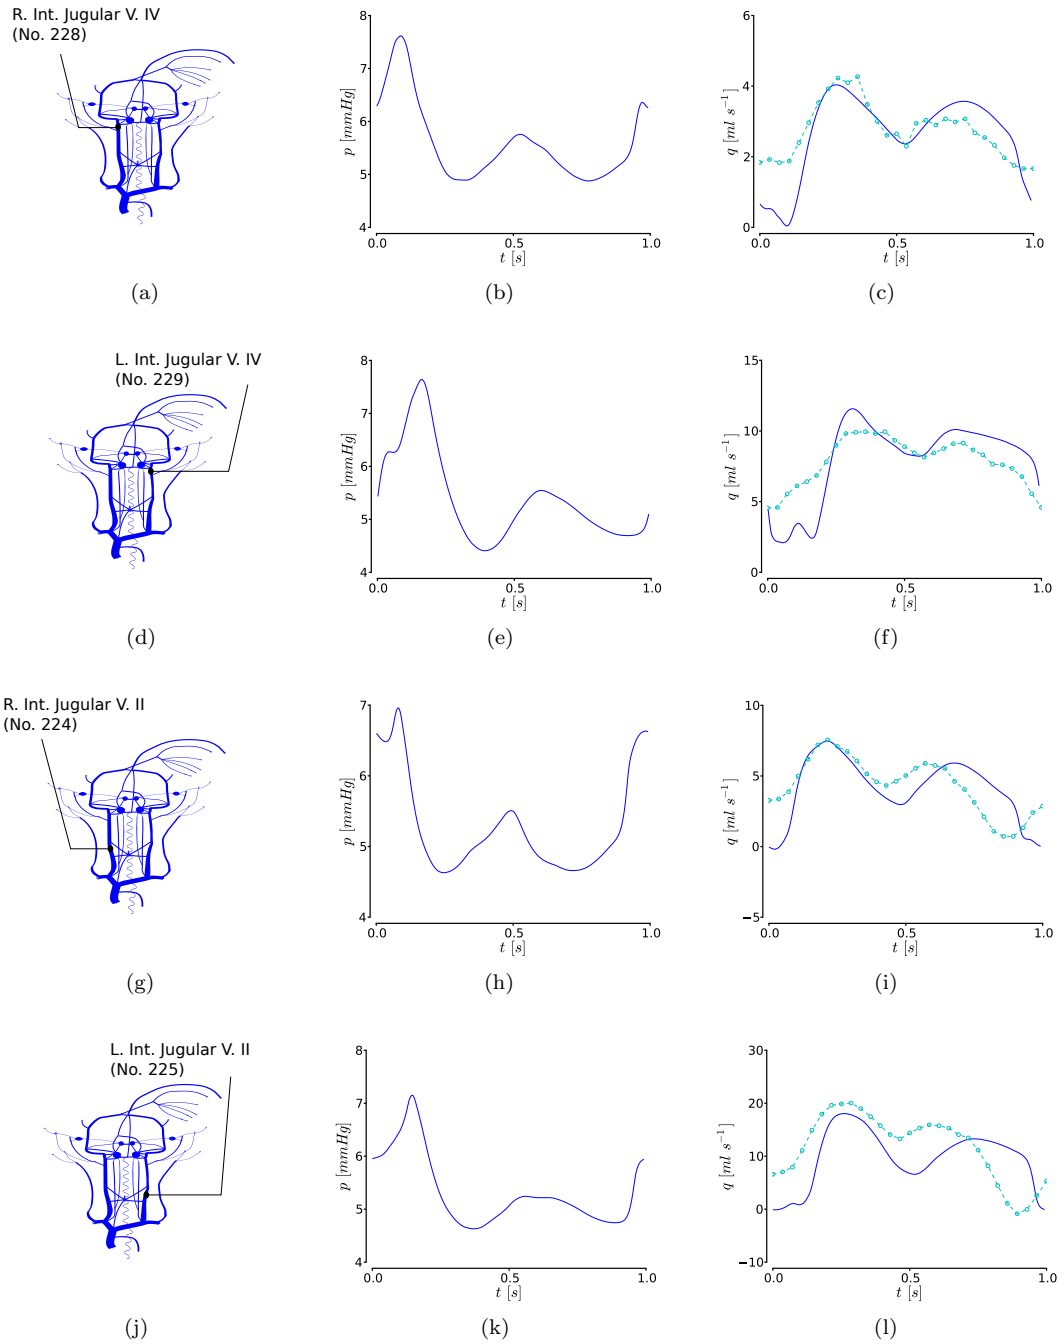 R. Int. Jugular V. IV
(No. 228)
8
7
6
5
4
0.0 0.5 1.0
p [mmHg]
t [s]
6
4
2
0
0.0 0.5 1.0
q [ml s⁻¹]
t [s]
(a) (b) (c)
L. Int. Jugular V. IV
(No. 229)
8
7
6
5
4
0.0 0.5 1.0
p [mmHg]
t [s]
15
10
5
0
0.0 0.5 1.0
q [ml s⁻¹]
t [s]
(d) (e) (f)
R. Int. Jugular V. II
(No. 224)
7
6
5
4
0.0 0.5 1.0
p [mmHg]
t [s]
10
5
0
−5
0.0 0.5 1.0
q [ml s⁻¹]
t [s]
(g) (h) (i)
L. Int. Jugular V. II
(No. 225)
8
7
6
5
4
0.0 0.5 1.0
p [mmHg]
t [s]
30
20
10
0
−10
0.0 0.5 1.0
q [ml s⁻¹]
t [s]
(j) (k) (l)